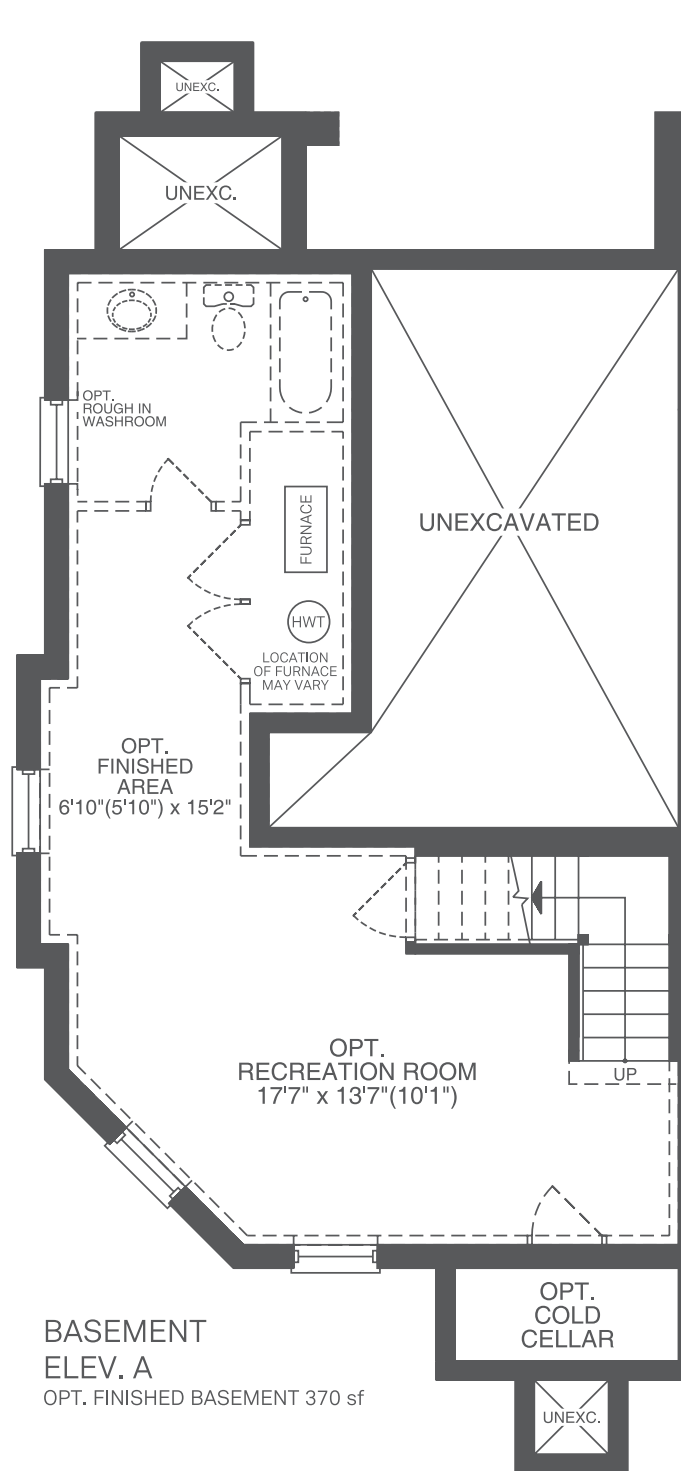 UNEXC.
UNEXC.
OPT.
ROUGH IN
WASHROOM
FURNACE
UNEXCAVATED
HWT
LOCATION
OF FURNACE
MAY VARY
OPT.
FINISHED
AREA
6'10"(5'10") x 15'2"
OPT.
RECREATION ROOM
17'7" x 13'7"(10'1")
UP
OPT.
COLD
CELLAR
BASEMENT
ELEV. A
OPT. FINISHED BASEMENT 370 sf
UNEXC.